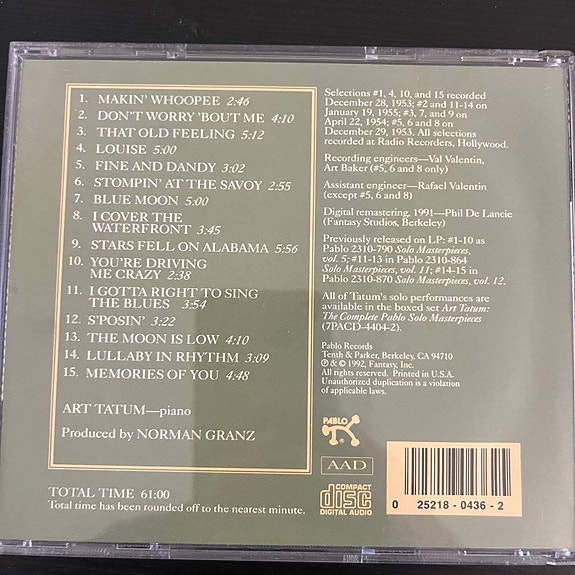 1. MAKIN' WHOOPEE 2:46
2. DON'T WORRY 'BOUT ME 4:10
3. THAT OLD FEELING 5:12
4. LOUISE 5:00
5. FINE AND DANDY 3:02
6. STOMPIN' AT THE SAVOY 2:55
7. BLUE MOON 5:00
8. I COVER THE
WATERFRONT 3:45
9. STARS FELL ON ALABAMA 5:56
10. YOU'RE DRIVING
ME CRAZY 2:38
11. I GOTTA RIGHT TO SING
THE BLUES 3:54
12. S'POSIN' 3:22
13. THE MOON IS LOW 4:10
14. LULLABY IN RHYTHM 3:09
15. MEMORIES OF YOU 4:48
ART TATUM—piano
Produced by NORMAN GRANZ
TOTAL TIME 61:00
Total time has been rounded off to the nearest minute.
Selections #1, 4, 10, and 15 recorded
December 28, 1953; #2 and 11-14 on
January 19, 1955; #3, 7, and 9 on
April 22, 1954; #5, 6 and 8 on
December 29, 1953. All selections
recorded at Radio Recorders, Hollywood.
Recording engineers—Val Valentin,
Art Baker (#5, 6 and 8 only)
Assistant engineer—Rafael Valentin
(except #5, 6 and 8)
Digital remastering, 1991—Phil De Lancie
(Fantasy Studios, Berkeley)
Previously released on LP: #1-10 as
Pablo 2310-790 Solo Masterpieces,
vol. 5; #11-13 in Pablo 2310-864
Solo Masterpieces, vol. 11; #14-15 in
Pablo 2310-870 Solo Masterpieces, vol. 12.
All of Tatum's solo performances are
available in the boxed set Art Tatum:
The Complete Pablo Solo Masterpieces
(7PACD-4404-2).
Pablo Records
Tenth & Parker, Berkeley, CA 94710
℗ & © 1992, Fantasy, Inc.
All rights reserved. Printed in U.S.A.
Unauthorized duplication is a violation
of applicable laws.
PABLO
AAD
COMPACT
disc
DIGITAL AUDIO
0 25218-0436-2